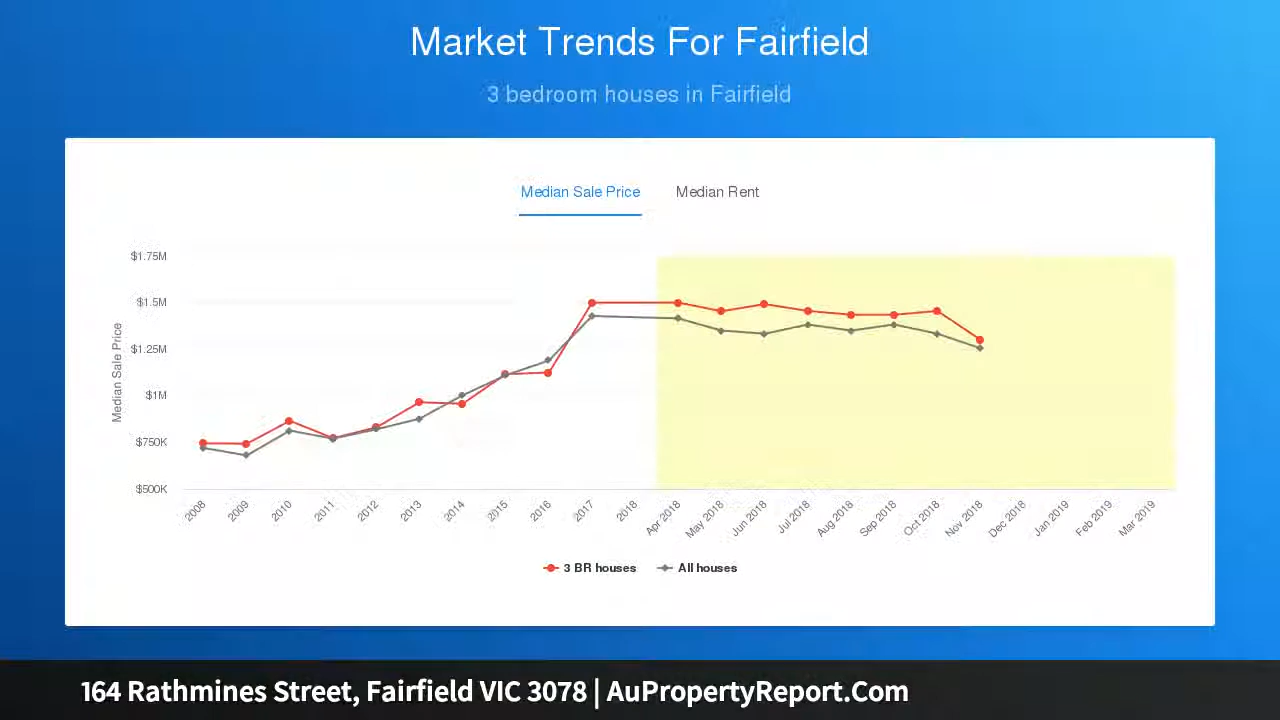 Market Trends For Fairfield
3 bedroom houses in Fairfield
Median Sale Price Median Rent
Median Sale Price
$1.75M
$1.5M
$1.25M
$1M
$750K
$500K
2008 2009 2010 2011 2012 2013 2014 2015 2016 2017 2018 Apr 2018 May 2018 Jun 2018 Jul 2018 Aug 2018 Sep 2018 Oct 2018 Nov 2018 Dec 2018 Jan 2019 Feb 2019 Mar 2019
3 BR houses All houses
164 Rathmines Street, Fairfield VIC 3078 | AuPropertyReport.Com